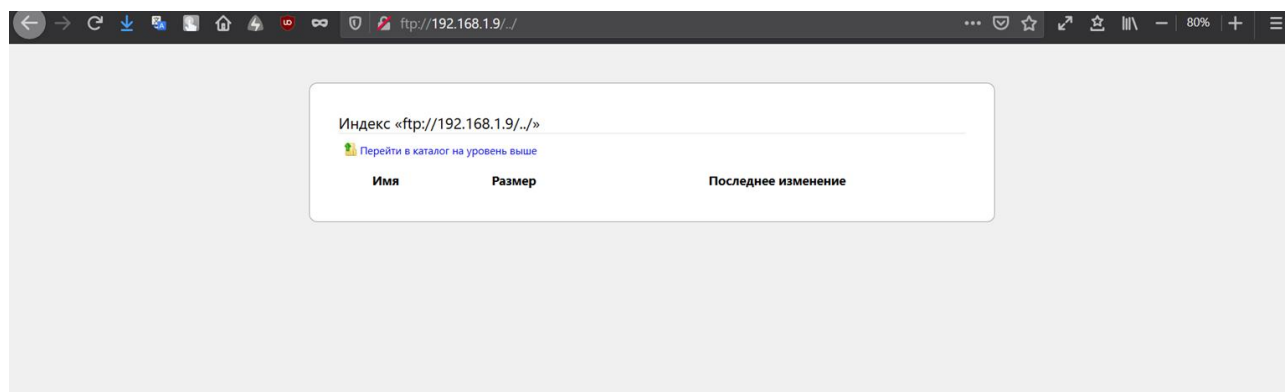 ftp://192.168.1.9/../
80%
Индекс «ftp://192.168.1.9/../»
Перейти в каталог на уровень выше
Имя Размер Последнее изменение